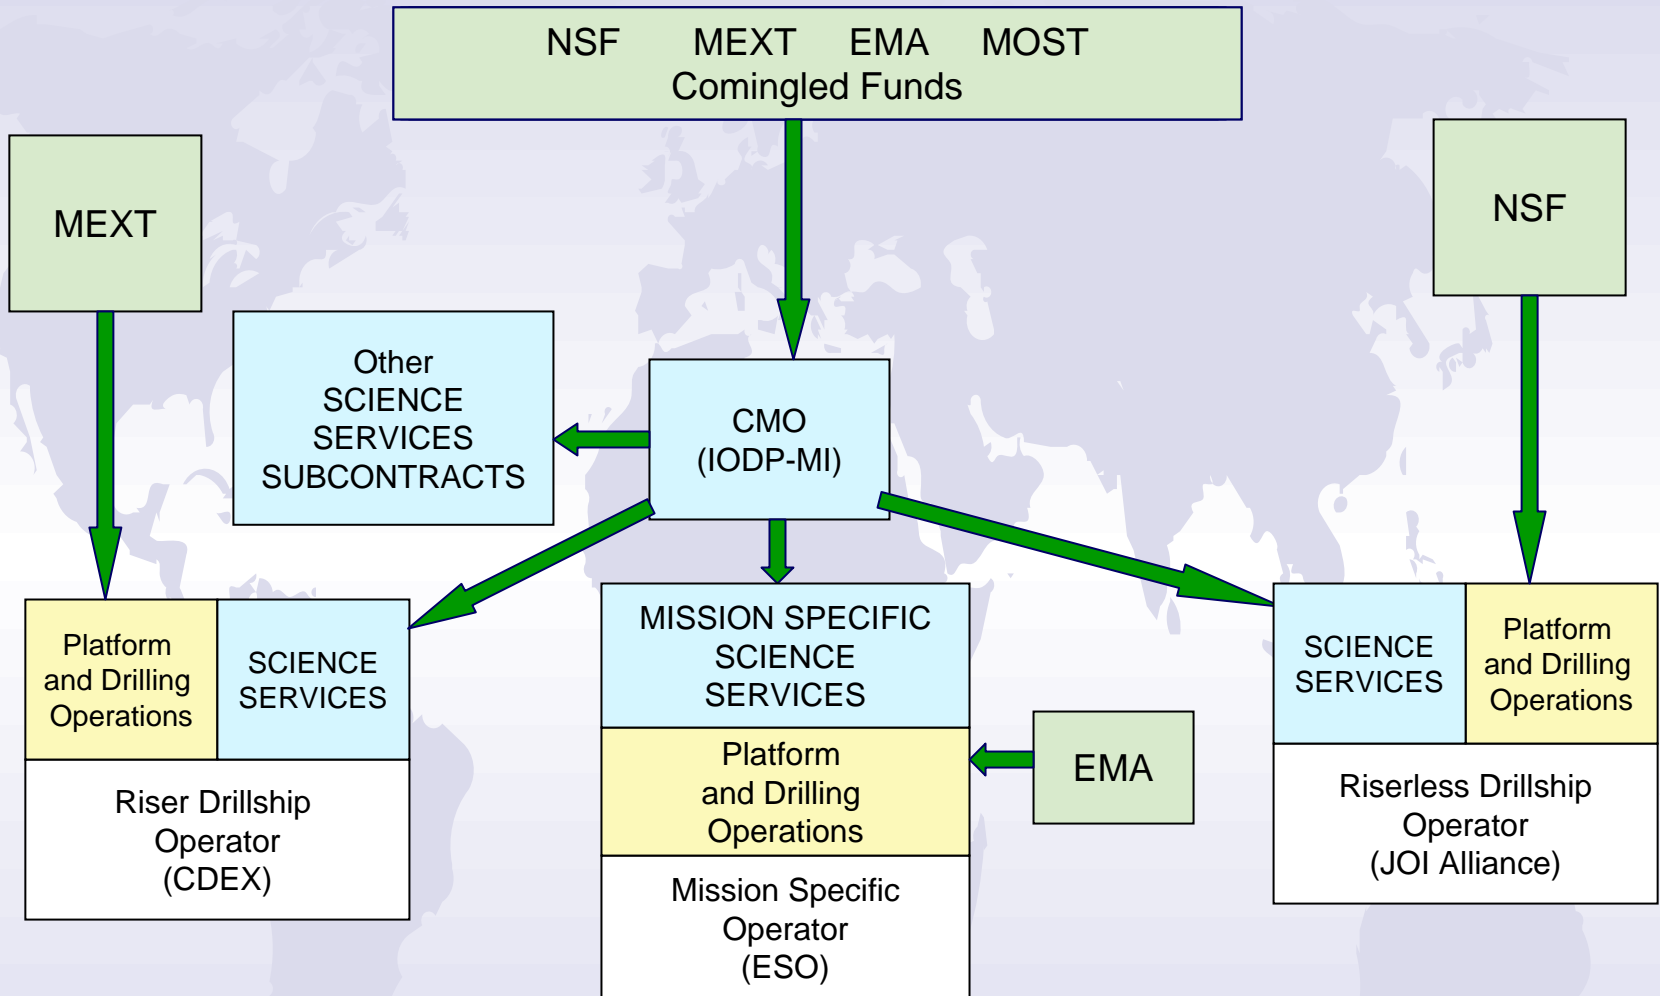 NSF MEXT EMA MOST
Comingled Funds
MEXT
NSF
Other
SCIENCE
SERVICES
SUBCONTRACTS
CMO
(IODP-MI)
Platform
and Drilling
Operations
SCIENCE
SERVICES
Riser Drillship
Operator
(CDEX)
MISSION SPECIFIC
SCIENCE
SERVICES
Platform
and Drilling
Operations
Mission Specific
Operator
(ESO)
EMA
SCIENCE
SERVICES
Platform
and Drilling
Operations
Riserless Drillship
Operator
(JOI Alliance)